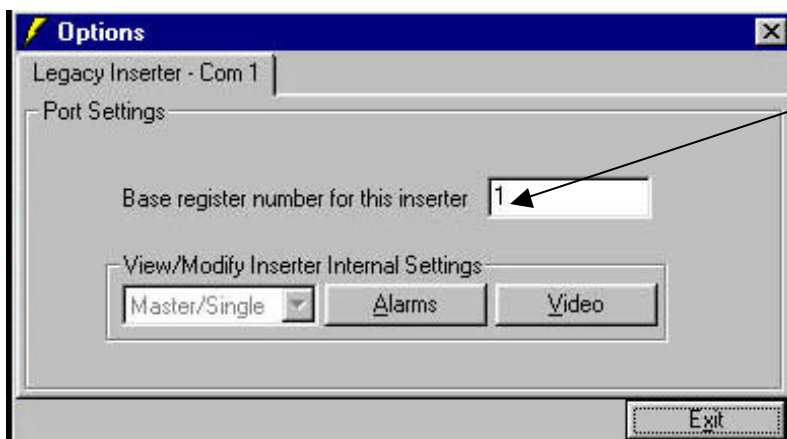 Options
Legacy Inserter - Com 1
Port Settings
Base register number for this inserter 1
View/Modify Inserter Internal Settings
Master/Single Alarms Video
Exit